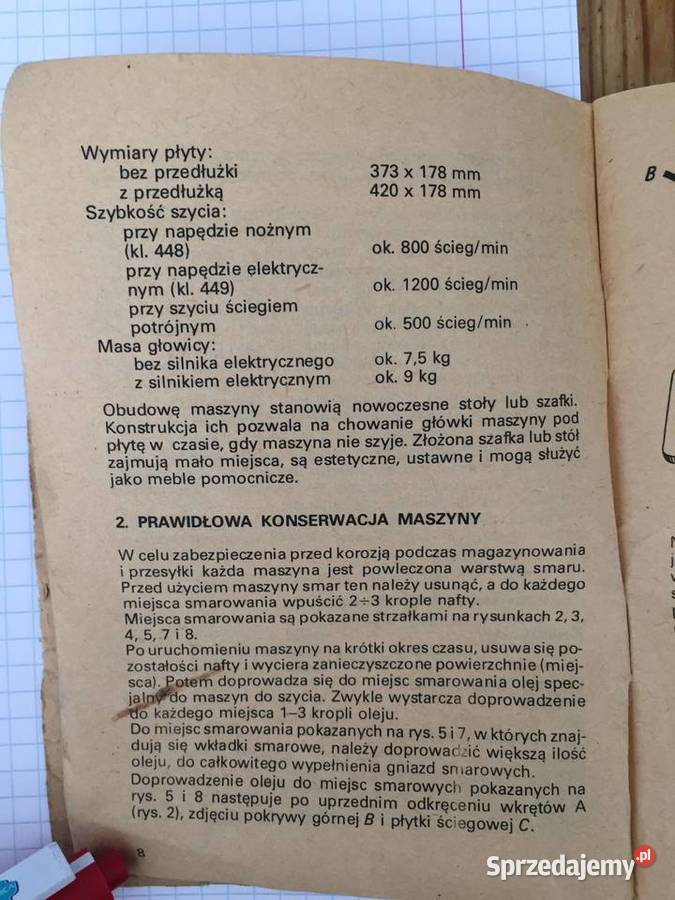 Wymiary płyty:
bez przedłużki 373 x 178 mm
z przedłużką 420 x 178 mm
Szybkość szycia:
przy napędzie nożnym
(kl. 448) ok. 800 ścieg/min
przy napędzie elektrycz-
nym (kl. 449) ok. 1200 ścieg/min
przy szyciu ściegiem
potrójnym ok. 500 ścieg/min
Masa głowicy:
bez silnika elektrycznego ok. 7,5 kg
z silnikiem elektrycznym ok. 9 kg
Obudowę maszyny stanowią nowoczesne stoły lub szafki.
Konstrukcja ich pozwala na chowanie główki maszyny pod
płytę w czasie, gdy maszyna nie szyje. Złożona szafka lub stół
zajmują mało miejsca, są estetyczne, ustawne i mogą służyć
jako meble pomocnicze.
2. PRAWIDŁOWA KONSERWACJA MASZYNY
W celu zabezpieczenia przed korozją podczas magazynowania
i przesyłki każda maszyna jest powleczona warstwą smaru.
Przed użyciem maszyny smar ten należy usunąć, a do każdego
miejsca smarowania wpuścić 2÷3 krople nafty.
Miejsca smarowania są pokazane strzałkami na rysunkach 2, 3,
4, 5, 7 i 8.
Po uruchomieniu maszyny na krótki okres czasu, usuwa się po-
zostałości nafty i wyciera zanieczyszczone powierzchnie (miej-
sca). Potem doprowadza się do miejsc smarowania olej spec-
jalny do maszyn do szycia. Zwykle wystarcza doprowadzenie
do każdego miejsca 1–3 kropli oleju.
Do miejsc smarowania pokazanych na rys. 5 i 7, w których znaj-
dują się wkładki smarowe, należy doprowadzić większą ilość
oleju, do całkowitego wypełnienia gniazd smarowych.
Doprowadzenie oleju do miejsc smarowych pokazanych na
rys. 5 i 8 następuje po uprzednim odkręceniu wkrętów A
(rys. 2), zdjęciu pokrywy górnej B i płytki ściegowej C.
8
B
Sprzedajemy.pl